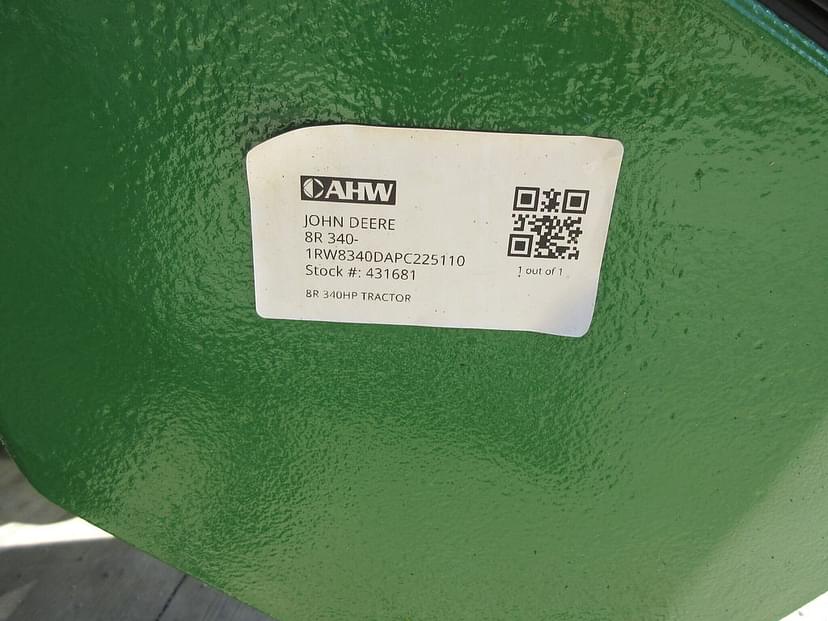 AHW
JOHN DEERE
8R 340-
1RW8340DAPC225110
Stock #: 431681
8R 340HP TRACTOR
1 out of 1